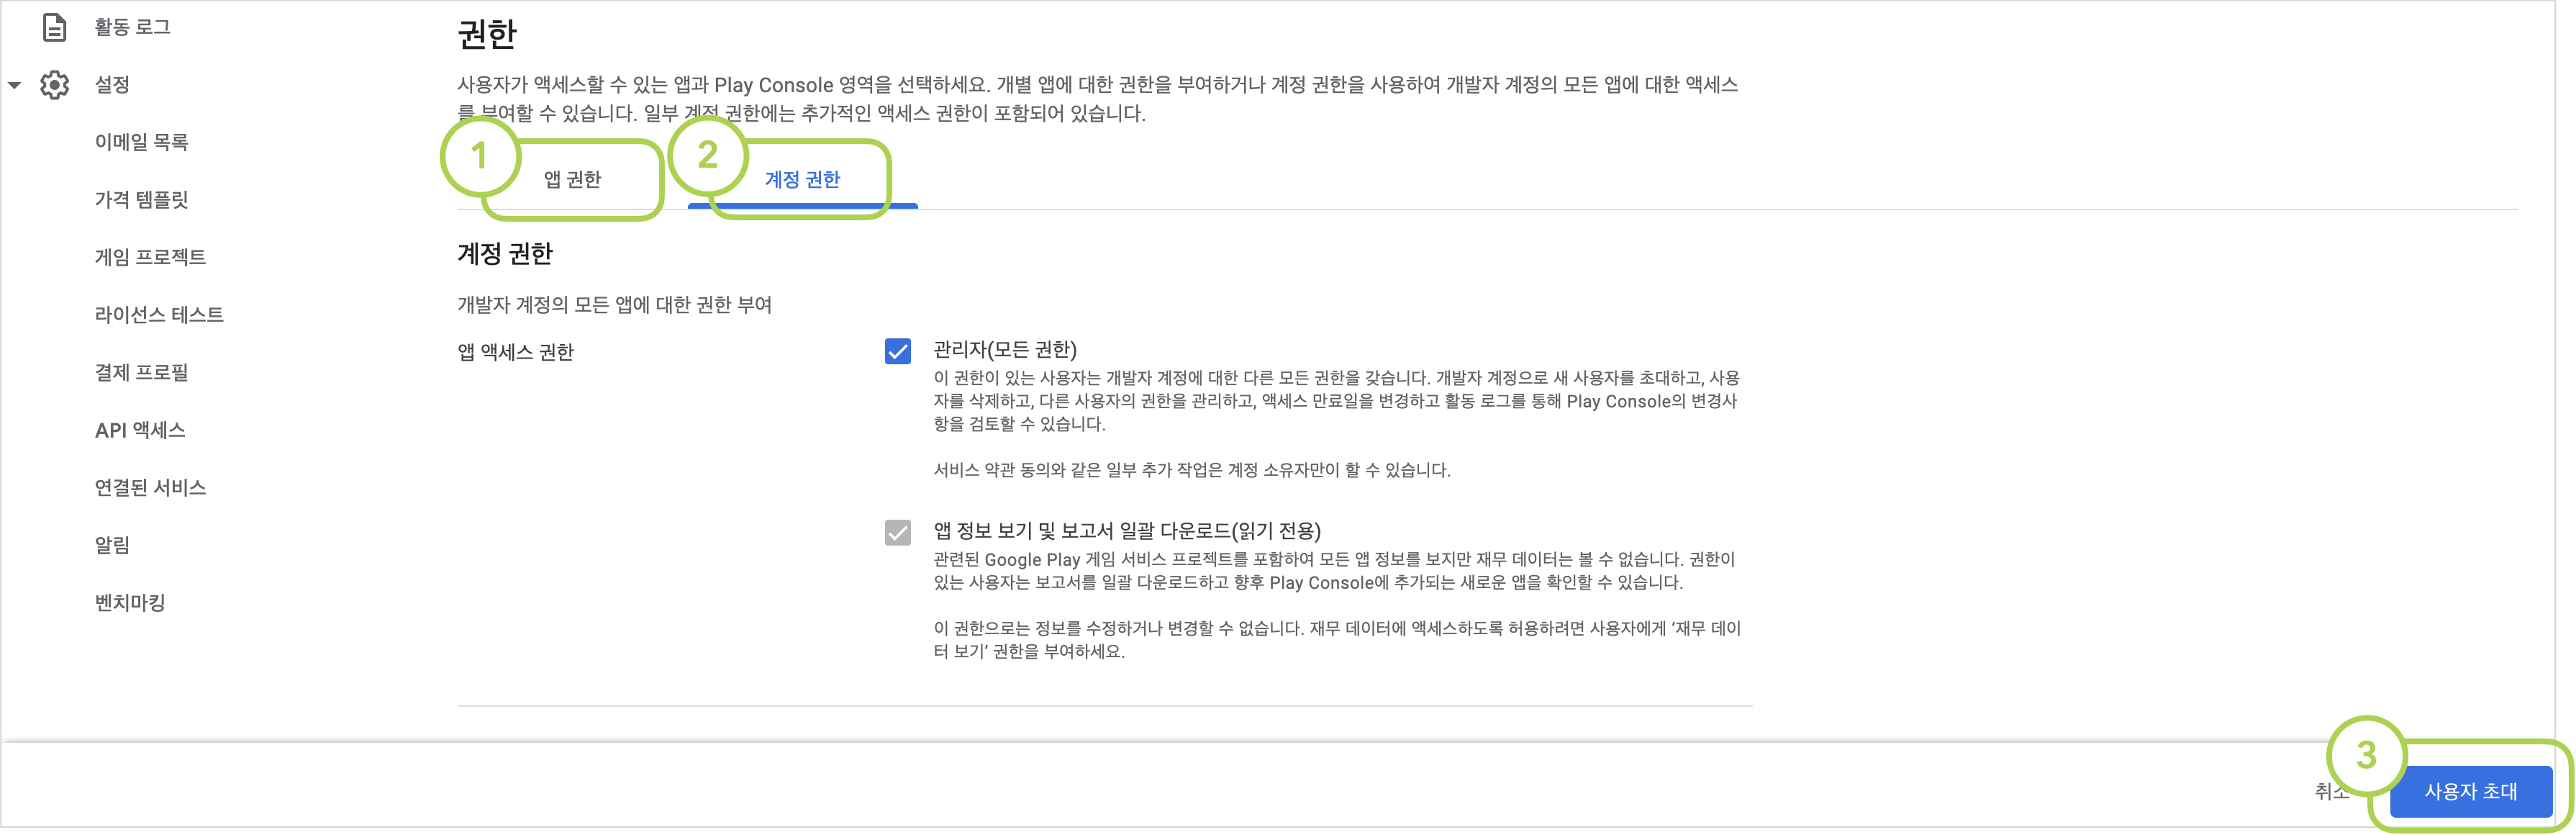 활동 로그
설정
이메일 목록
가격 템플릿
게임 프로젝트
라이선스 테스트
결제 프로필
API 액세스
연결된 서비스
알림
벤치마킹
권한
사용자가 액세스할 수 있는 앱과 Play Console 영역을 선택하세요. 개별 앱에 대한 권한을 부여하거나 계정 권한을 사용하여 개발자 계정의 모든 앱에 대한 액세스
를 부여할 수 있습니다. 일부 계정 권한에는 추가적인 액세스 권한이 포함되어 있습니다.
1
앱 권한
2
계정 권한
계정 권한
개발자 계정의 모든 앱에 대한 권한 부여
앱 액세스 권한
관리자(모든 권한)
이 권한이 있는 사용자는 개발자 계정에 대한 다른 모든 권한을 갖습니다. 개발자 계정으로 새 사용자를 초대하고, 사용
자를 삭제하고, 다른 사용자의 권한을 관리하고, 액세스 만료일을 변경하고 활동 로그를 통해 Play Console의 변경사
항을 검토할 수 있습니다.
서비스 약관 동의와 같은 일부 추가 작업은 계정 소유자만이 할 수 있습니다.
앱 정보 보기 및 보고서 일괄 다운로드(읽기 전용)
관련된 Google Play 게임 서비스 프로젝트를 포함하여 모든 앱 정보를 보지만 재무 데이터는 볼 수 없습니다. 권한이
있는 사용자는 보고서를 일괄 다운로드하고 향후 Play Console에 추가되는 새로운 앱을 확인할 수 있습니다.
이 권한으로는 정보를 수정하거나 변경할 수 없습니다. 재무 데이터에 액세스하도록 허용하려면 사용자에게 ‘재무 데이
터 보기’ 권한을 부여하세요.
취소
3
사용자 초대